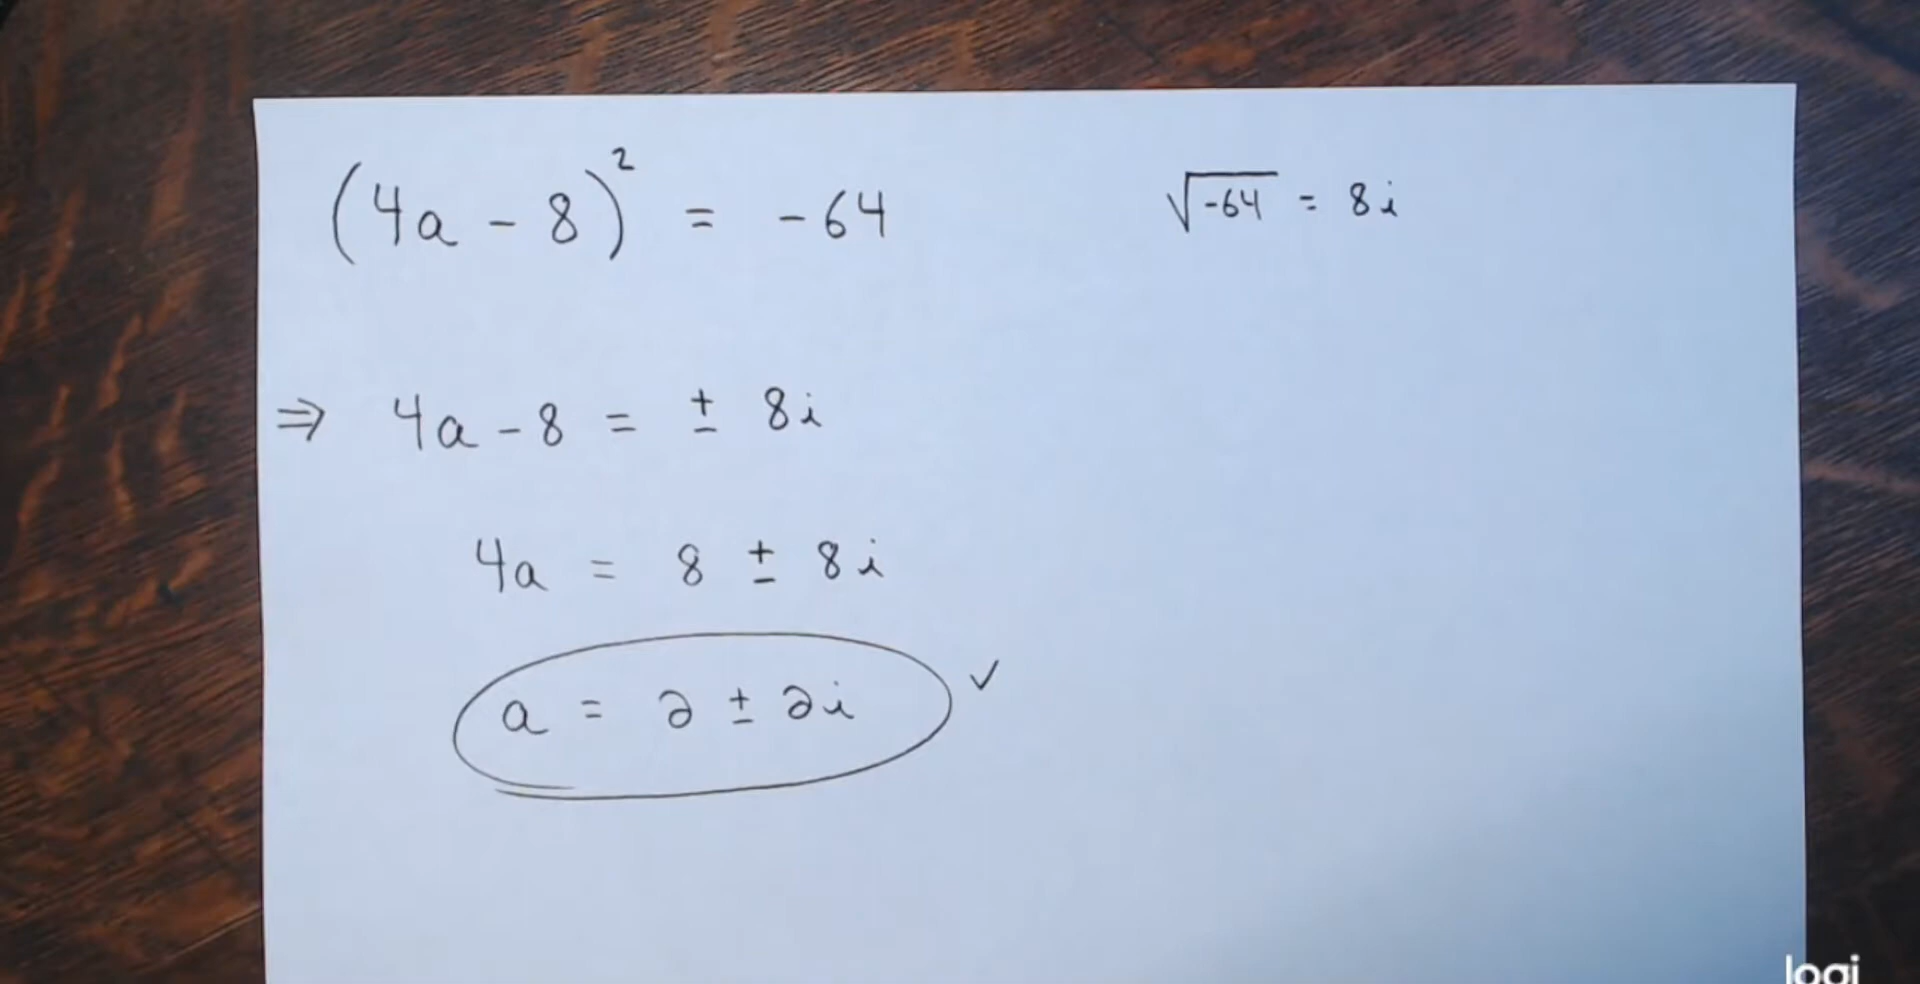 (4a - 8)² = -64
√-64 = 8i
⇒ 4a - 8 = ± 8i
4a = 8 ± 8i
a = 2 ± 2i ✓
logi